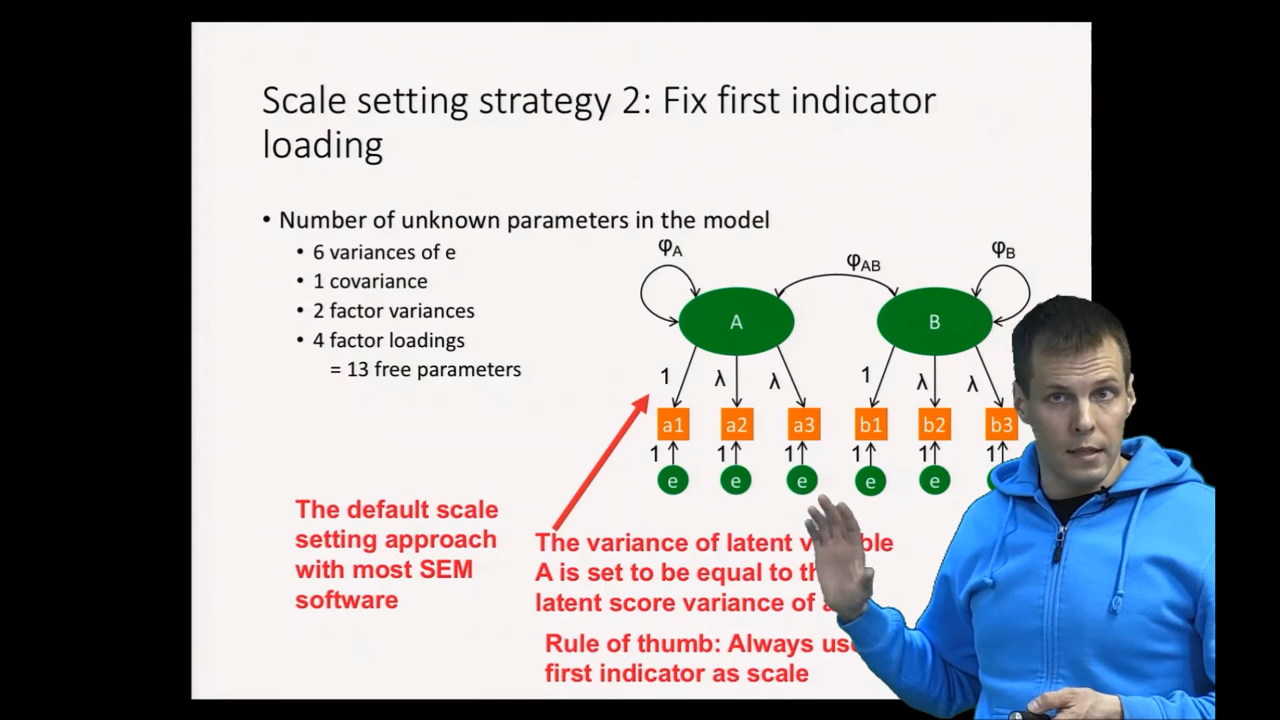 Scale setting strategy 2: Fix first indicator
loading
• Number of unknown parameters in the model
• 6 variances of e
• 1 covariance
• 2 factor variances
• 4 factor loadings
= 13 free parameters
φA
φAB
φB
A
B
1
λ
λ
1
λ
λ
a1
a2
a3
b1
b2
b3
1
1
1
1
1
1
e
e
e
e
e
The default scale
setting approach
with most SEM
software
The variance of latent
A is set to be equal to
latent score variance of
Rule of thumb: Always
first indicator as scale